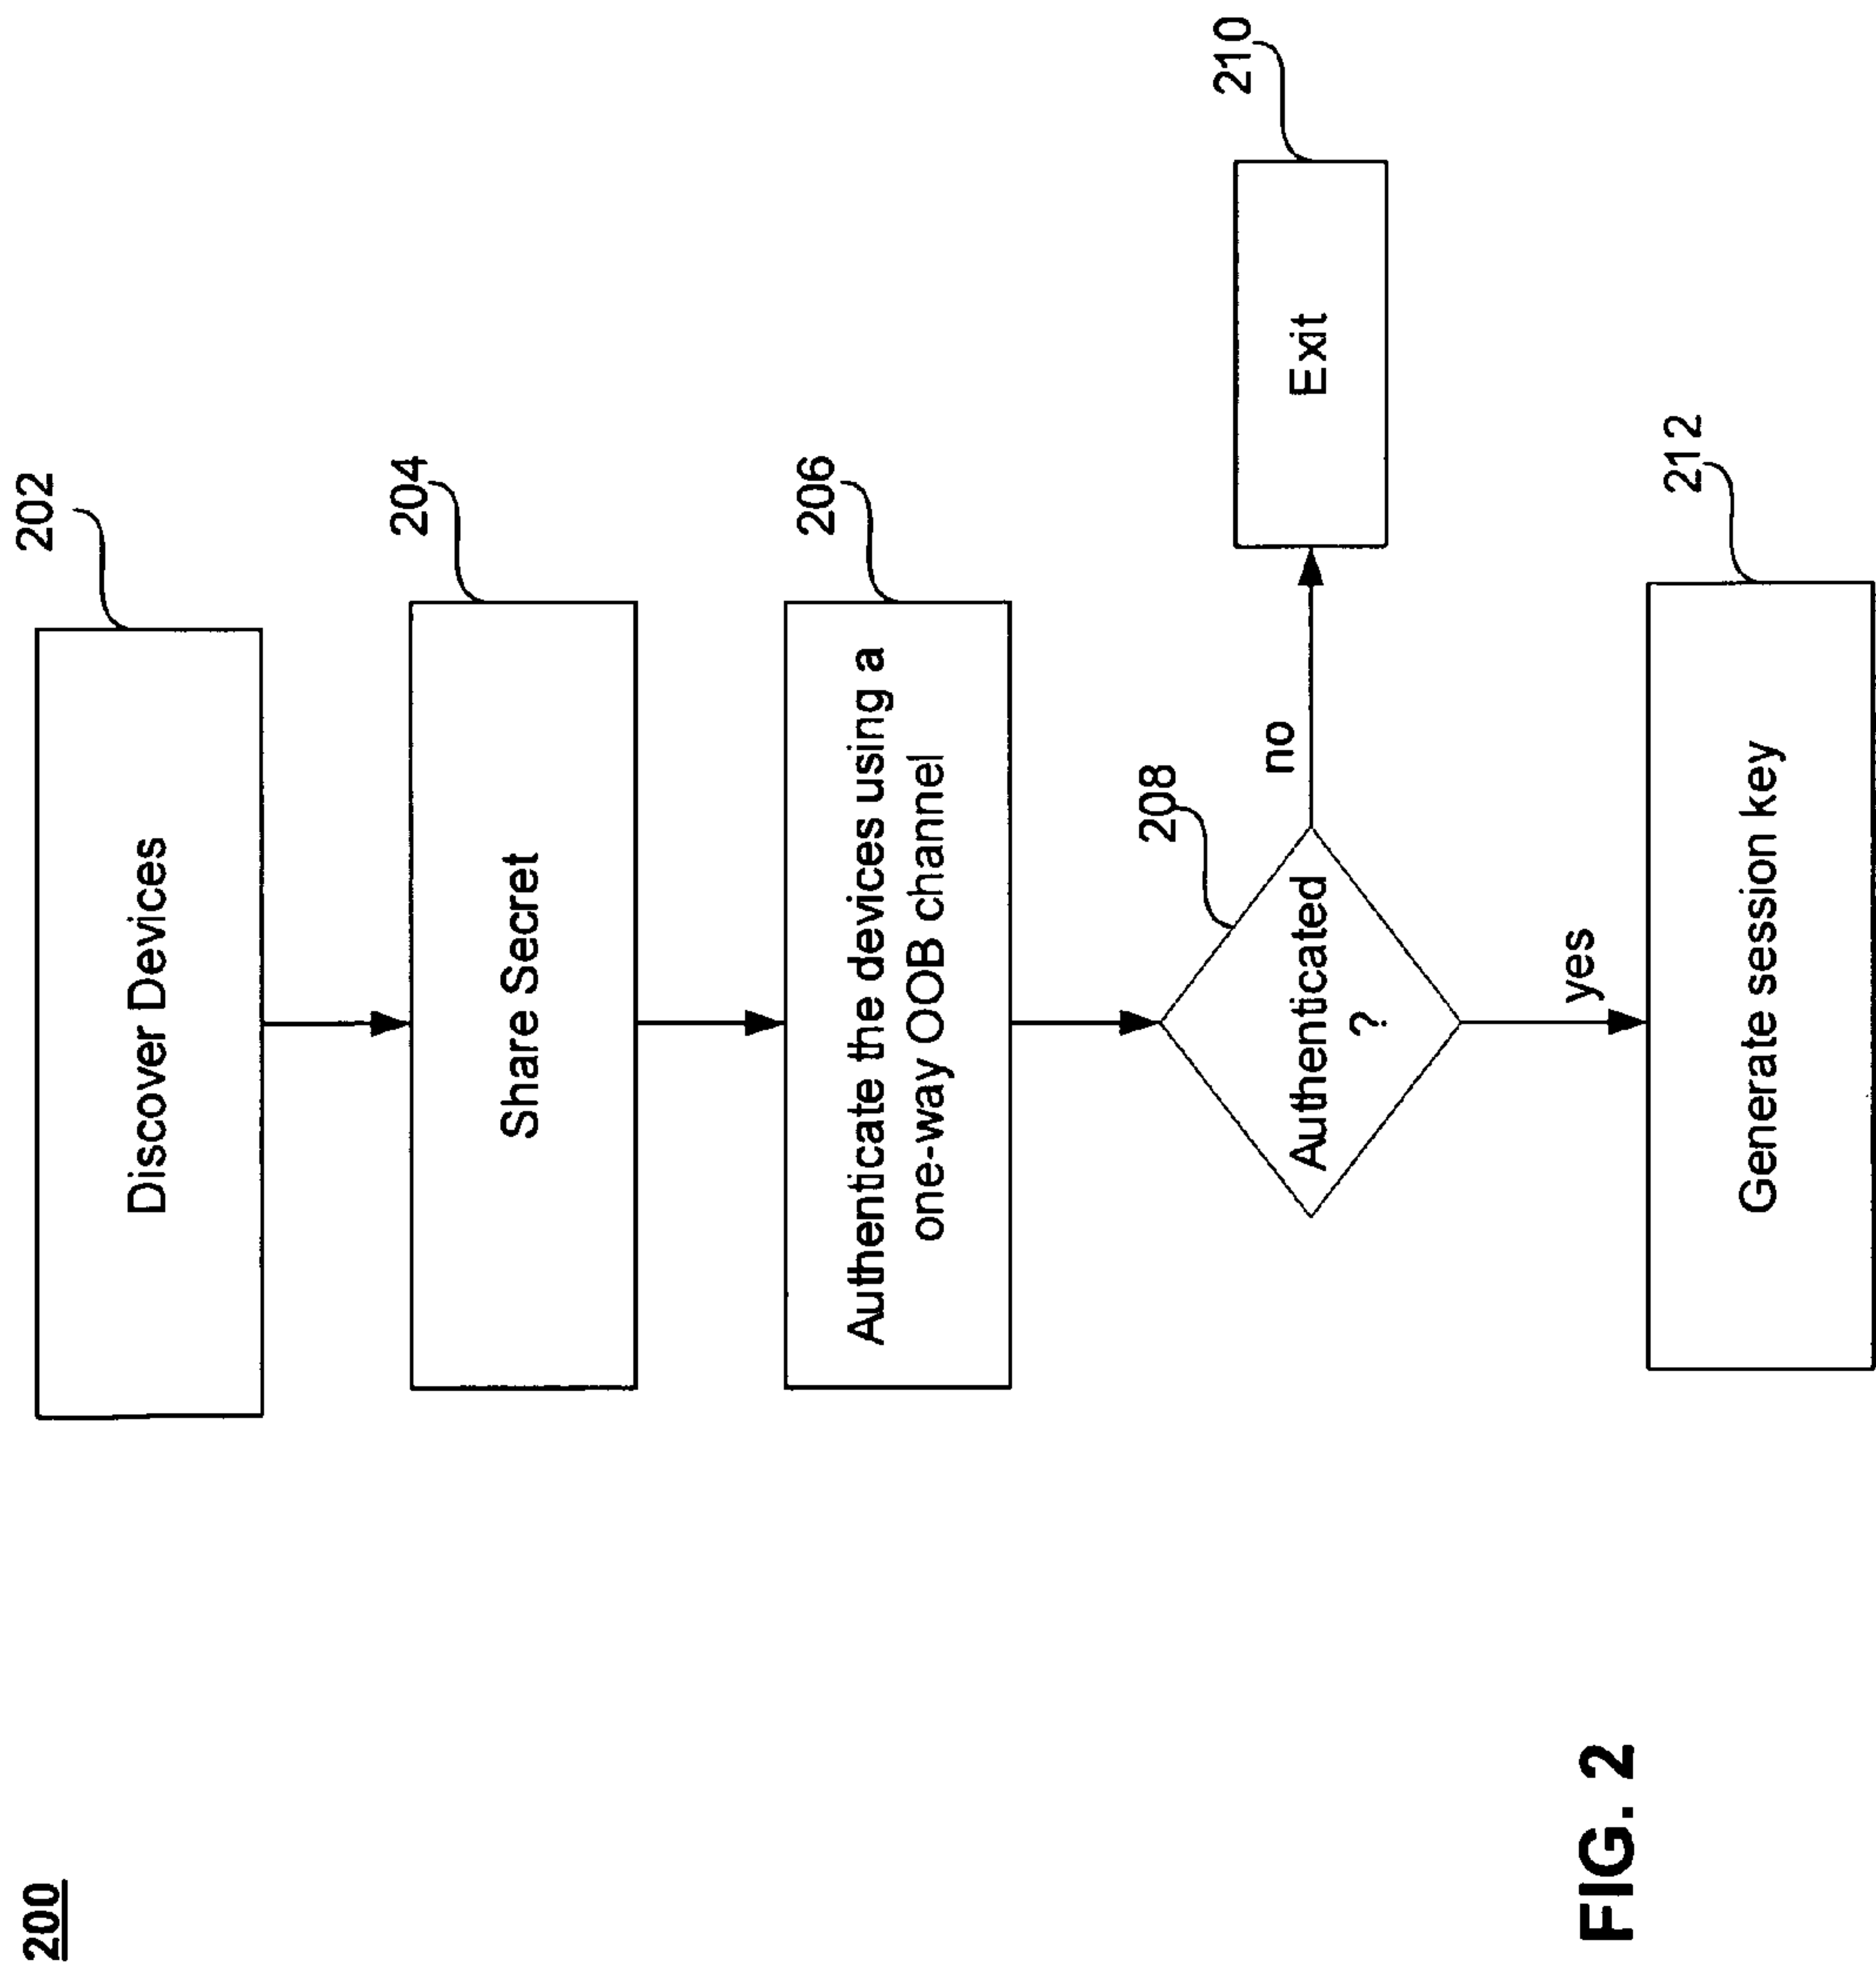 200
202
Discover Devices
204
Share Secret
206
Authenticate the devices using a
one-way OOB channel
208
Authenticated
?
no
210
Exit
yes
212
Generate session key
FIG. 2